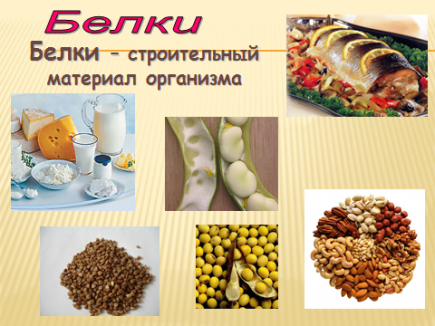 Белки
Белки – строительный
материал организма